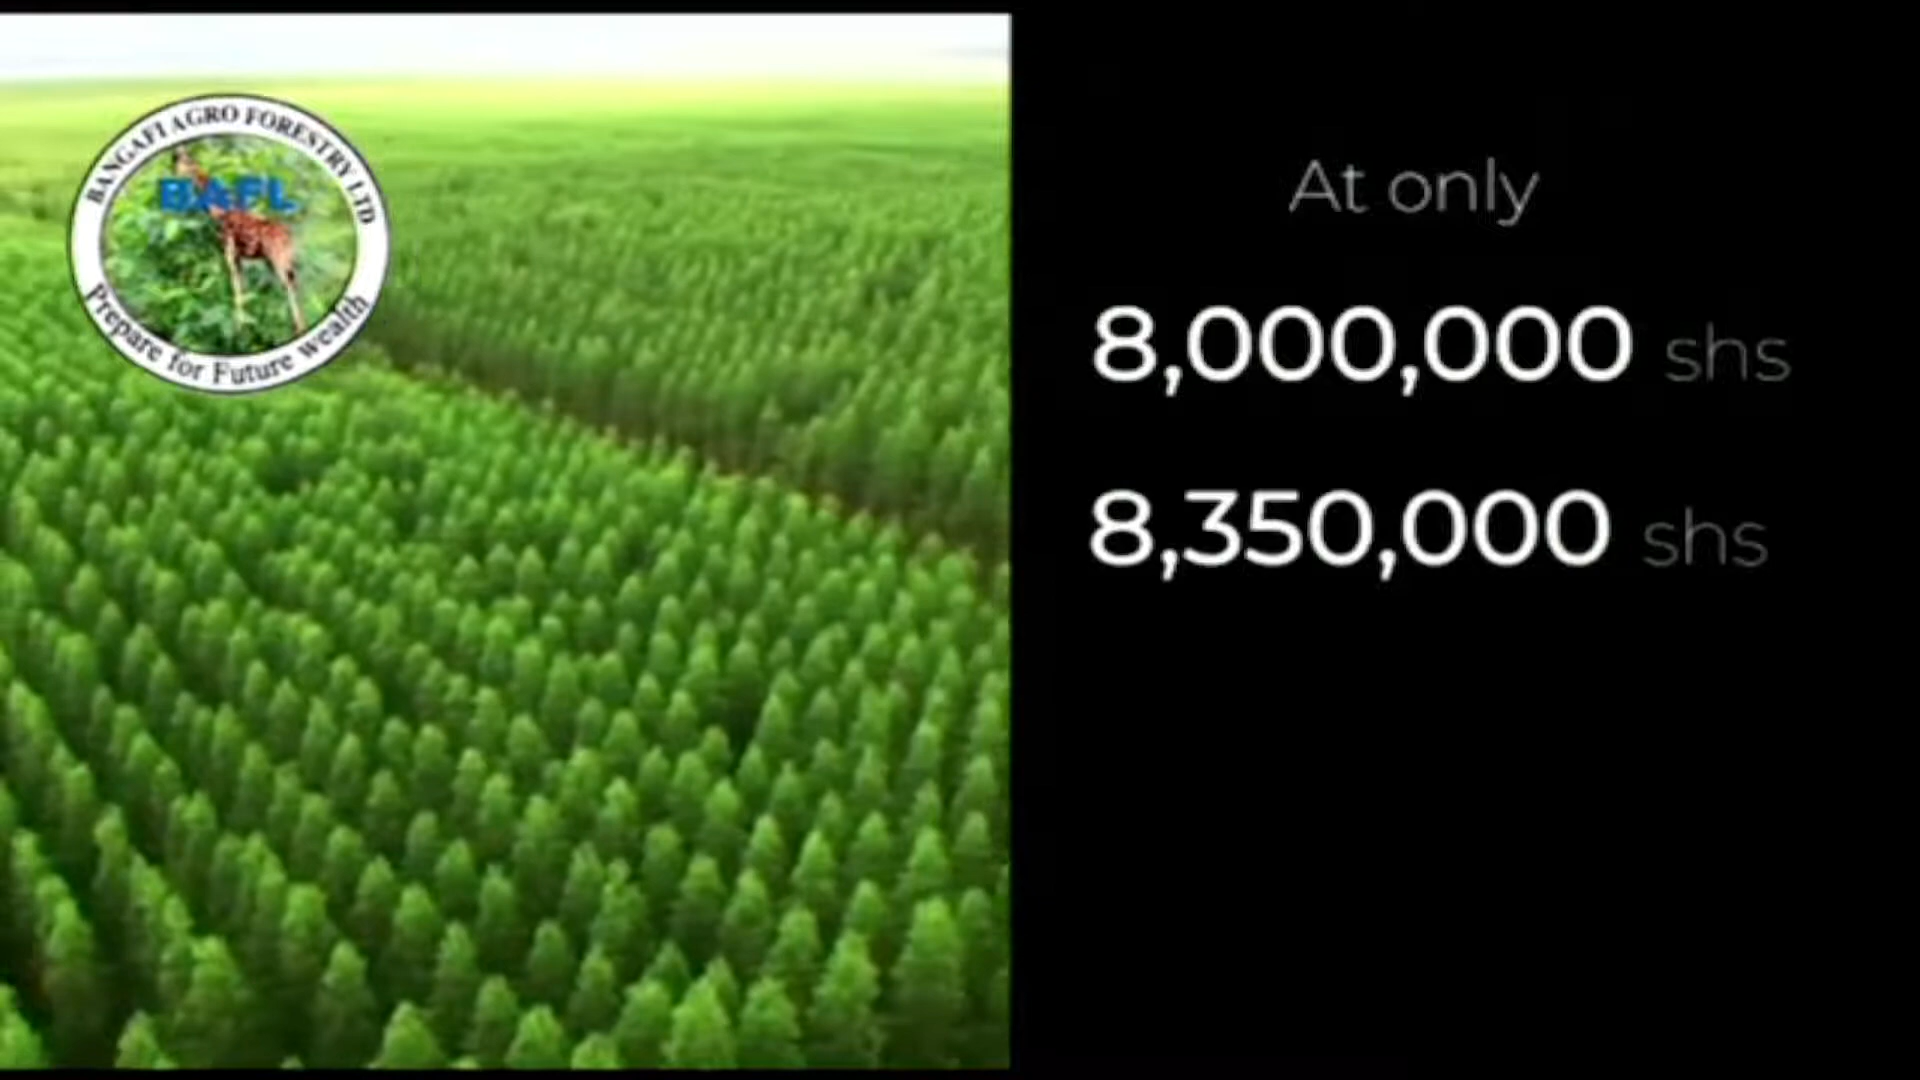 BANGAFI AGRO FORESTRY LTD
BAFL
Prepare for Future wealth
At only
8,000,000 shs
8,350,000 shs